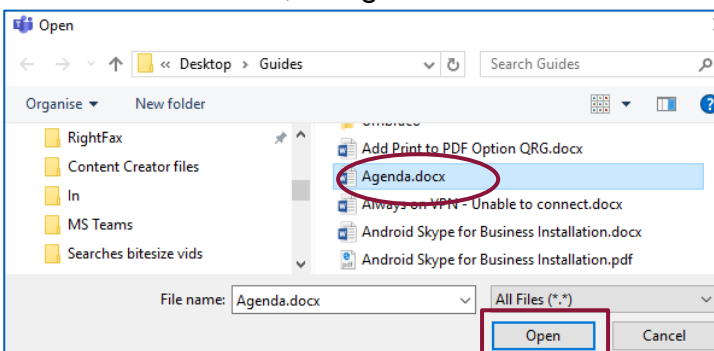 Open
« Desktop › Guides
Search Guides
Organise
New folder
RightFax
Content Creator files
In
MS Teams
Searches bitesize vids
Add Print to PDF Option QRG.docx
Agenda.docx
Always on VPN - Unable to connect.docx
Android Skype for Business Installation.docx
Android Skype for Business Installation.pdf
File name: Agenda.docx
All Files (*.*)
Open
Cancel